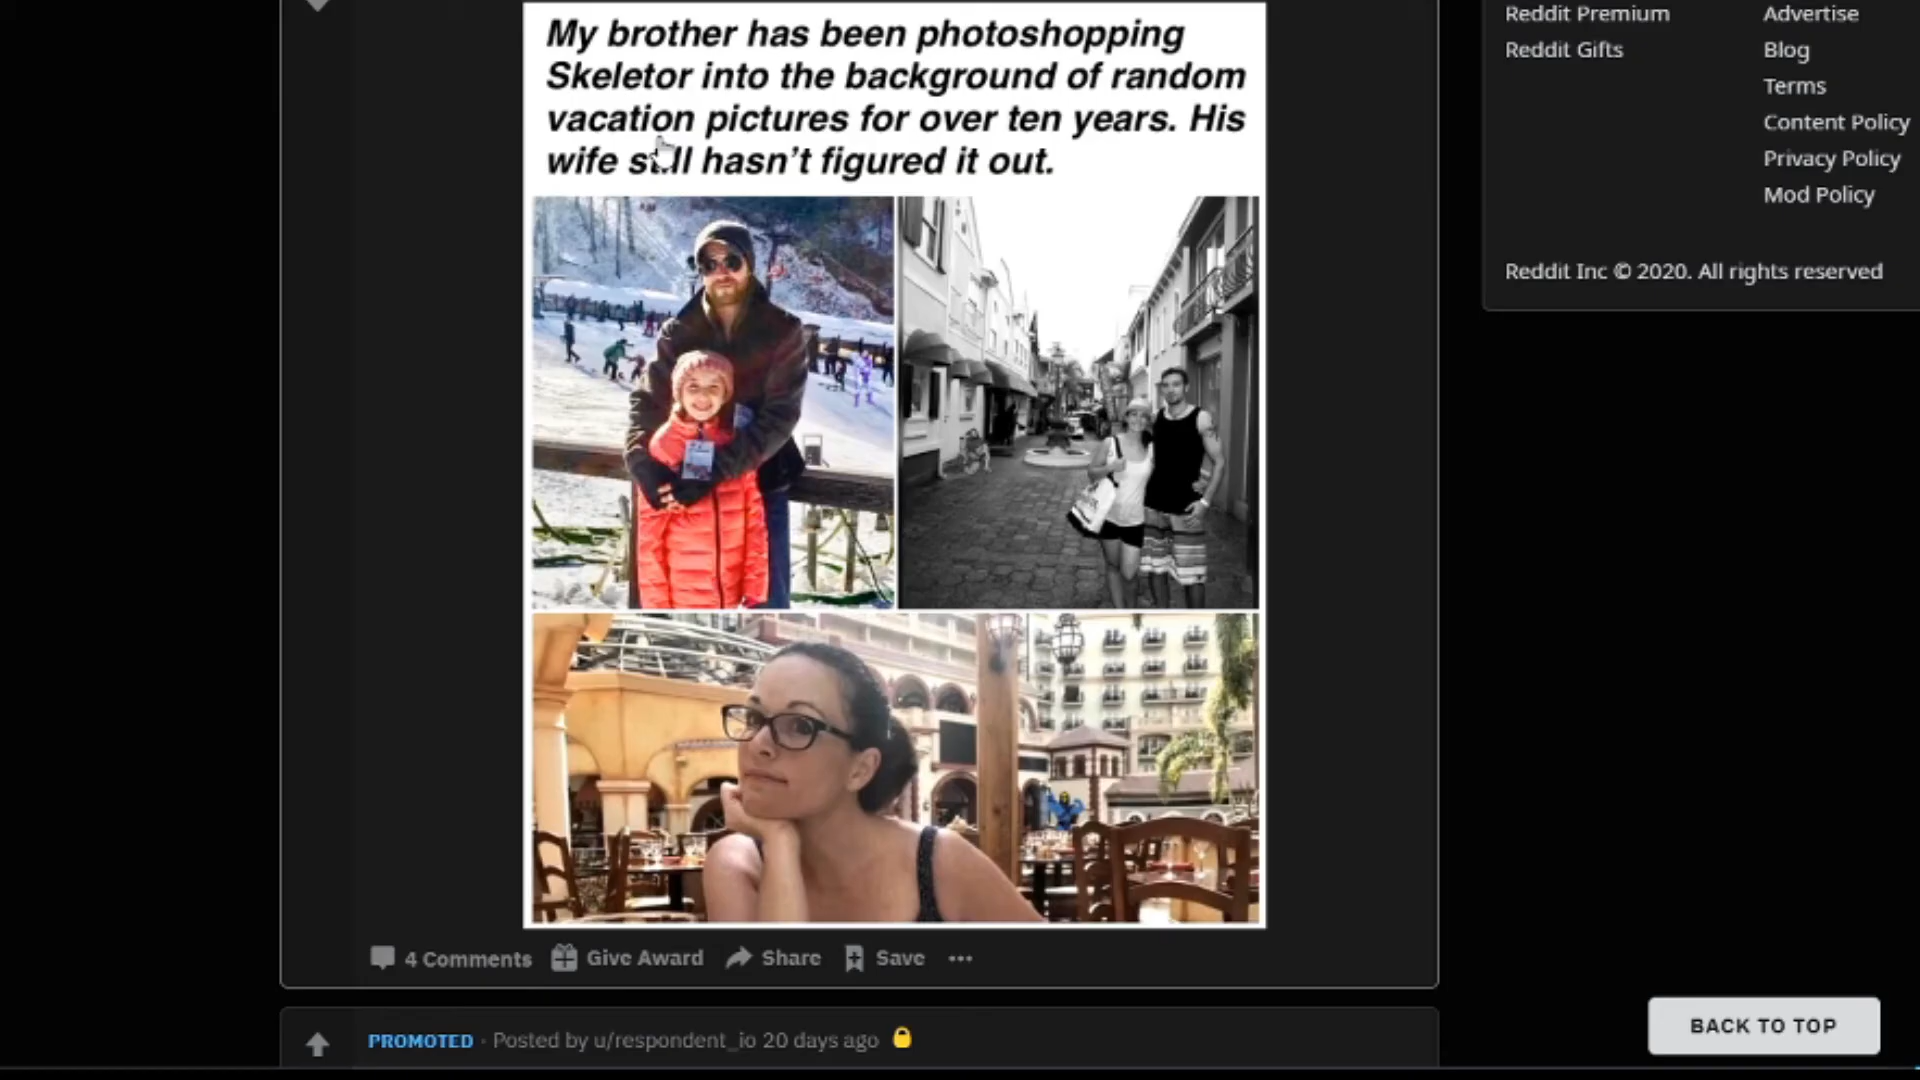 My brother has been photoshopping
Skeletor into the background of random
vacation pictures for over ten years. His
wife still hasn't figured it out.
4 Comments Give Award Share Save
PROMOTED · Posted by u/respondent_io 20 days ago
Reddit Premium
Reddit Gifts
Advertise
Blog
Terms
Content Policy
Privacy Policy
Mod Policy
Reddit Inc © 2020. All rights reserved
BACK TO TOP